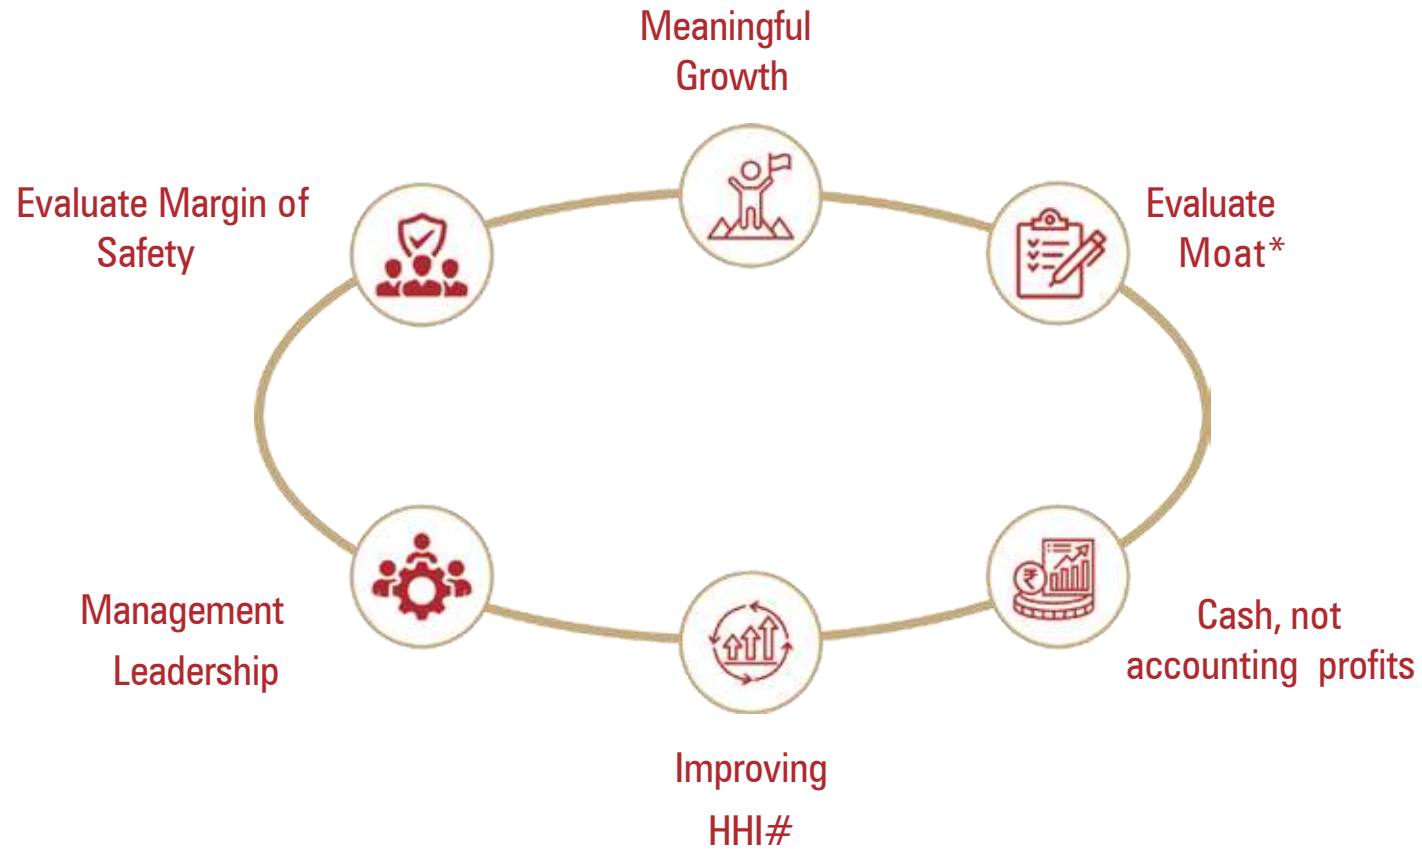 Meaningful
Growth
Evaluate Margin of
Safety
Evaluate
Moat*
₹
Management
Leadership
Cash, not
accounting profits
Improving
HHI#